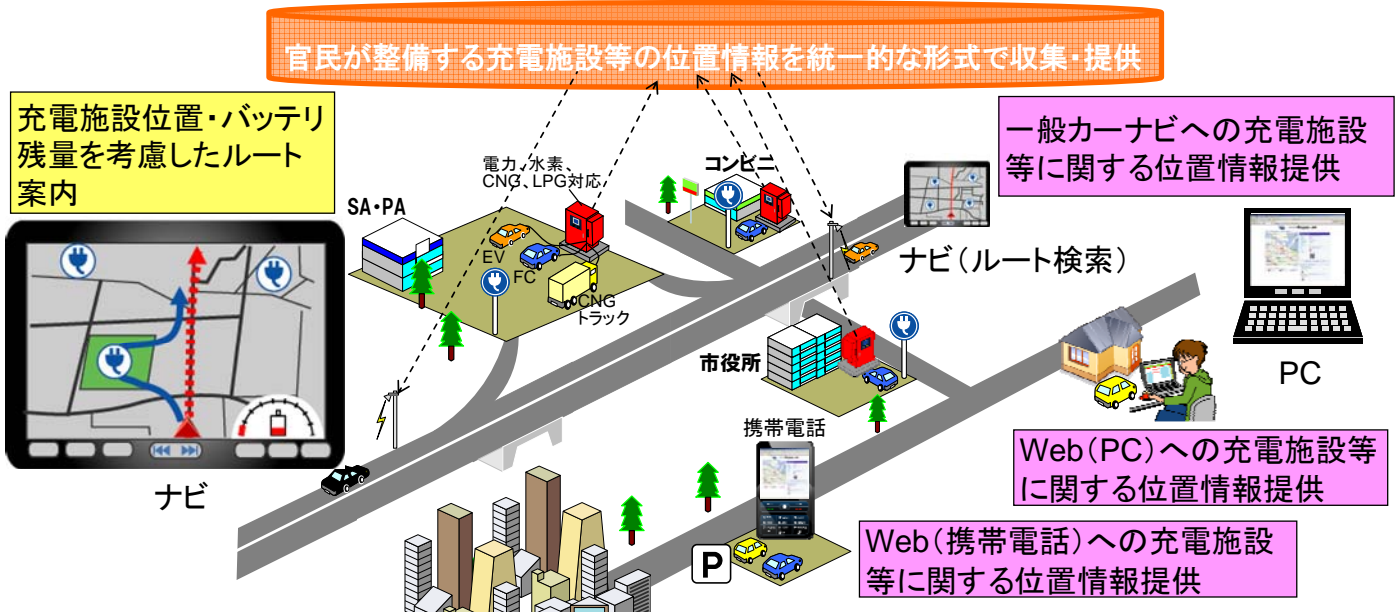 官民が整備する充電施設等の位置情報を統一的な形式で収集・提供
充電施設位置・バッテリ
残量を考慮したルート
案内
ナビ
SA・PA
電力、水素、
CNG、LPG対応
EV
FC
CNG
トラック
コンビニ
市役所
携帯電話
P
一般カーナビへの充電施設
等に関する位置情報提供
ナビ(ルート検索)
PC
Web(PC)への充電施設等
に関する位置情報提供
Web(携帯電話)への充電施設
等に関する位置情報提供